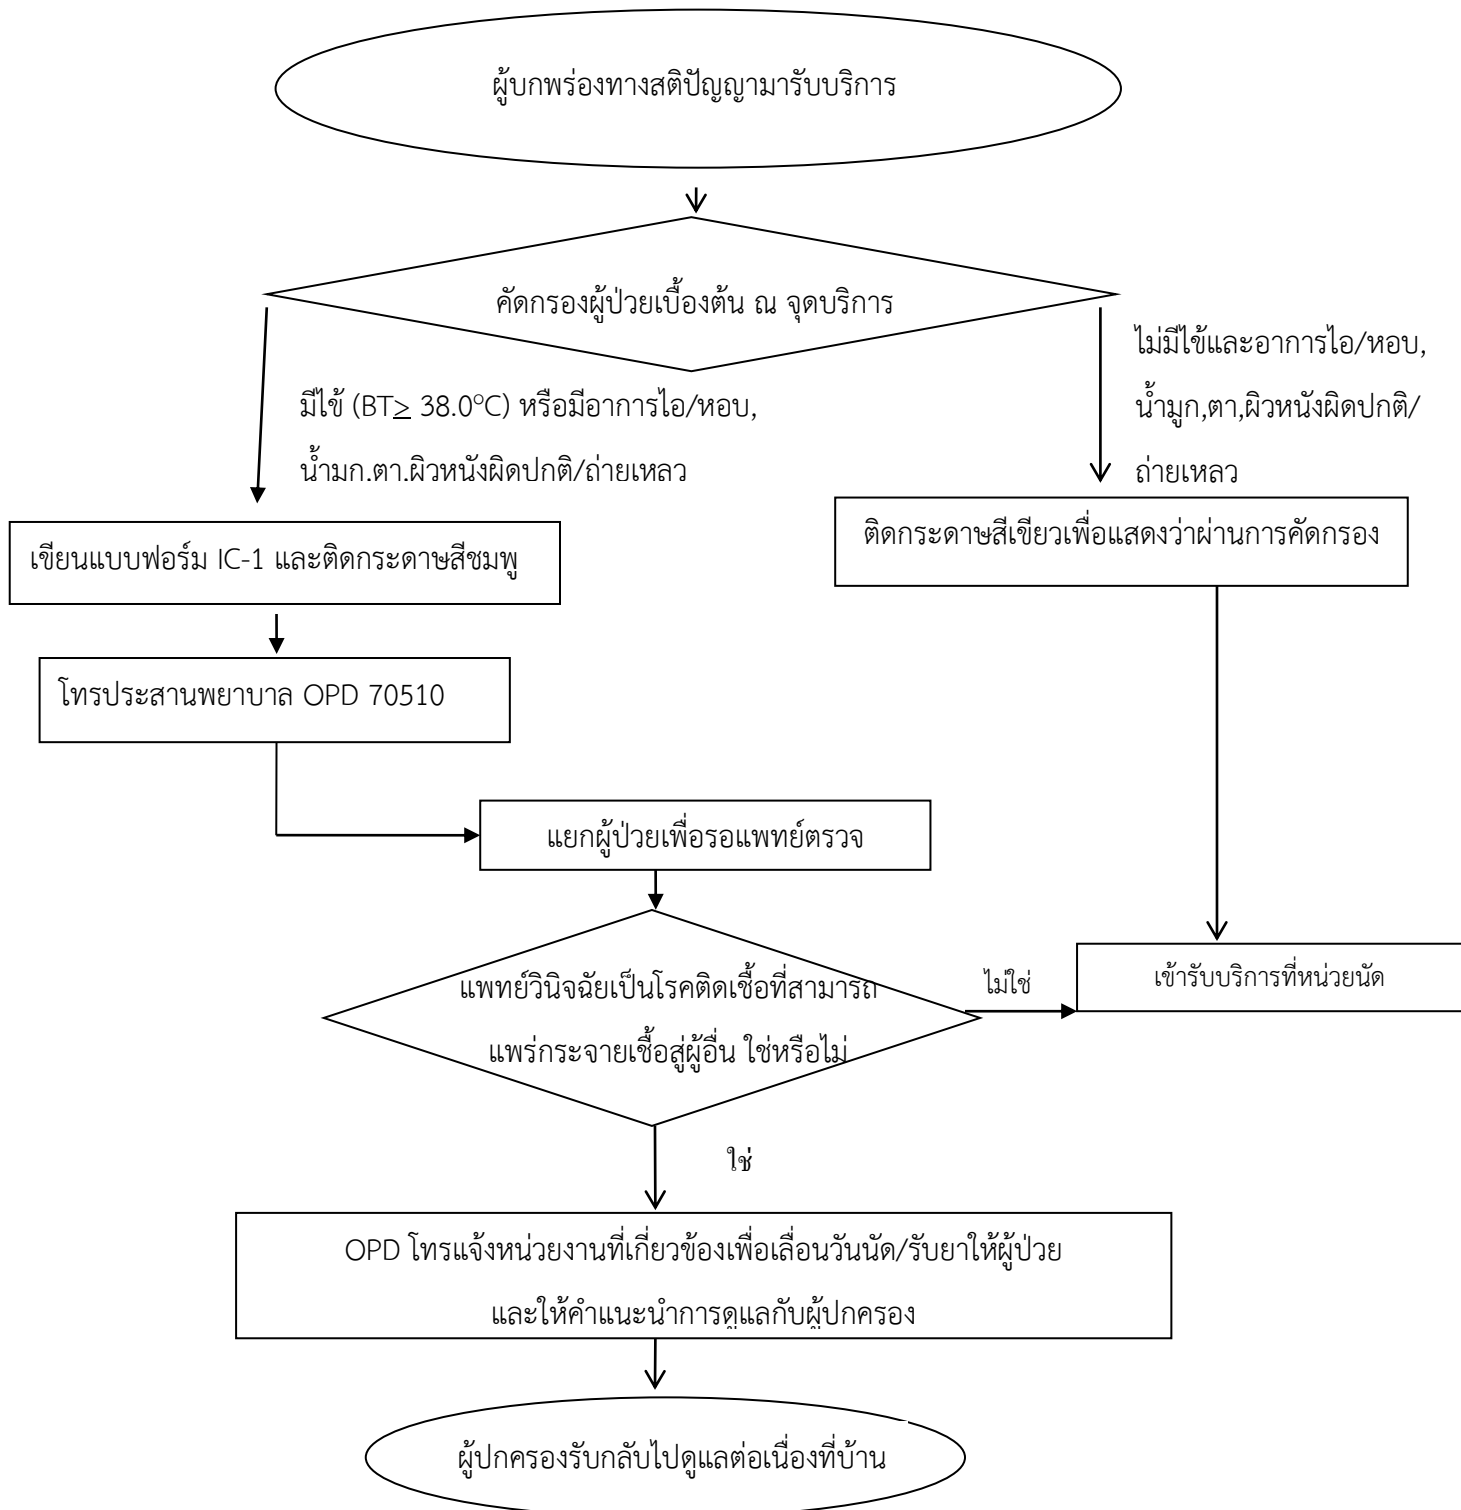 ผู้บกพร่องทางสติปัญญามารับบริการ
คัดกรองผู้ป่วยเบื้องต้น ณ จุดบริการ
มีไข้ (BT≥ 38.0°C) หรือมีอาการไอ/หอบ,
น้ำมก.ตา.ผิวหนังผิดปกติ/ถ่ายเหลว
ไม่มีไข้และอาการไอ/หอบ,
น้ำมูก,ตา,ผิวหนังผิดปกติ/
ถ่ายเหลว
เขียนแบบฟอร์ม IC-1 และติดกระดาษสีชมพู
ติดกระดาษสีเขียวเพื่อแสดงว่าผ่านการคัดกรอง
โทรประสานพยาบาล OPD 70510
แยกผู้ป่วยเพื่อรอแพทย์ตรวจ
แพทย์วินิจฉัยเป็นโรคติดเชื้อที่สามารถ
แพร่กระจายเชื้อสู่ผู้อื่น ใช่หรือไม่
ไม่ใช่
เข้ารับบริการที่หน่วยนัด
ใช่
OPD โทรแจ้งหน่วยงานที่เกี่ยวข้องเพื่อเลื่อนวันนัด/รับยาให้ผู้ป่วย
และให้คำแนะนำการดูแลกับผู้ปกครอง
ผู้ปกครองรับกลับไปดูแลต่อเนื่องที่บ้าน